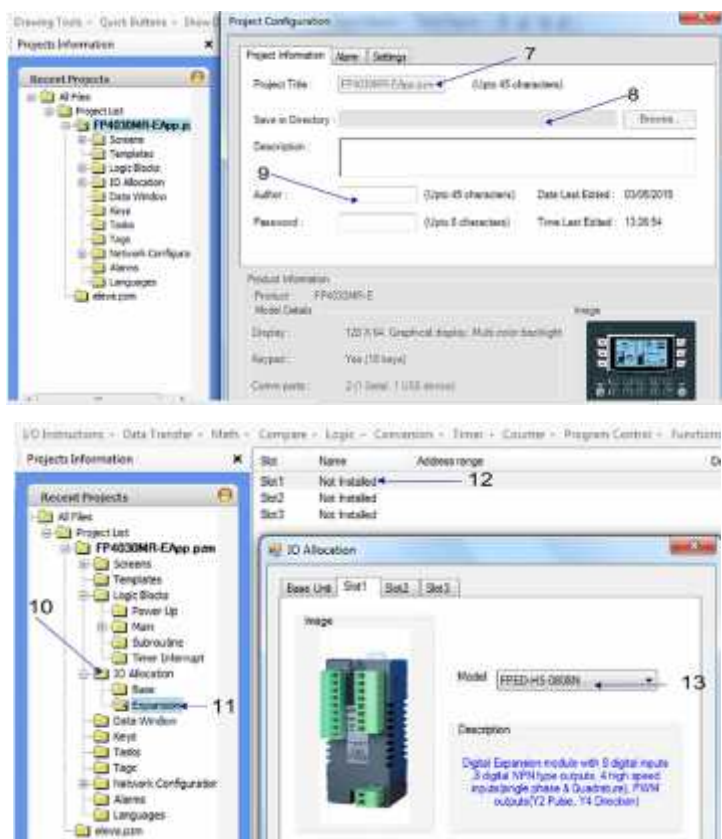 Drawing Tools - Quick Buttons - Show
Project Configuration
Projects Information
Recent Projects
All Files
Project List
FP4030MR-EApp.p
Screens
Templates
Logic Blocks
IO Allocation
Data Window
Keys
Tasks
Tags
Network Configura
Alarms
Languages
eleve.pzm
Project Information Alarm Settings
7
Project Title : FP4030MR-EApp.pzm (Upto 45 characters)
8
Save in Directory : Browse...
Description :
9
Author : (Upto 45 characters) Date Last Edited : 03/06/2015
Password : (Upto 8 characters) Time Last Edited : 13:26:54
Product Information
Product FP4030MR-E
Model Details
Image
Display : 128 X 64 Graphical display. Multi color backlight
Keypad : Yes (18 keys)
Comm ports : 2 (1 Serial, 1 USB device)
I/O Instructions - Data Transfer - Math - Compare - Logic - Conversion - Timer - Counter - Program Control - Functions
Projects Information
Slot Name Address range
Slot1 Not Installed 12
Slot2 Not Installed
Slot3 Not Installed
Recent Projects
All Files
Project List
FP4030MR-EApp.pzm
Screens
Templates
Logic Blocks
Power Up
10
Main
Subroutine
Timer Interrupt
IO Allocation
Base
Expansion 11
Data Window
Keys
Tasks
Tags
Network Configuration
Alarms
Languages
eleve.pzm
IO Allocation
Base Unit Slot1 Slot2 Slot3
Image
Model FPED-HS-0808N 13
Description
Digital Expansion module with 8 digital inputs
,8 digital NPN type outputs, 4 high speed
inputs(single phase & Quadrature), PWM
outputs(Y2 Pulse, Y4 Direction)